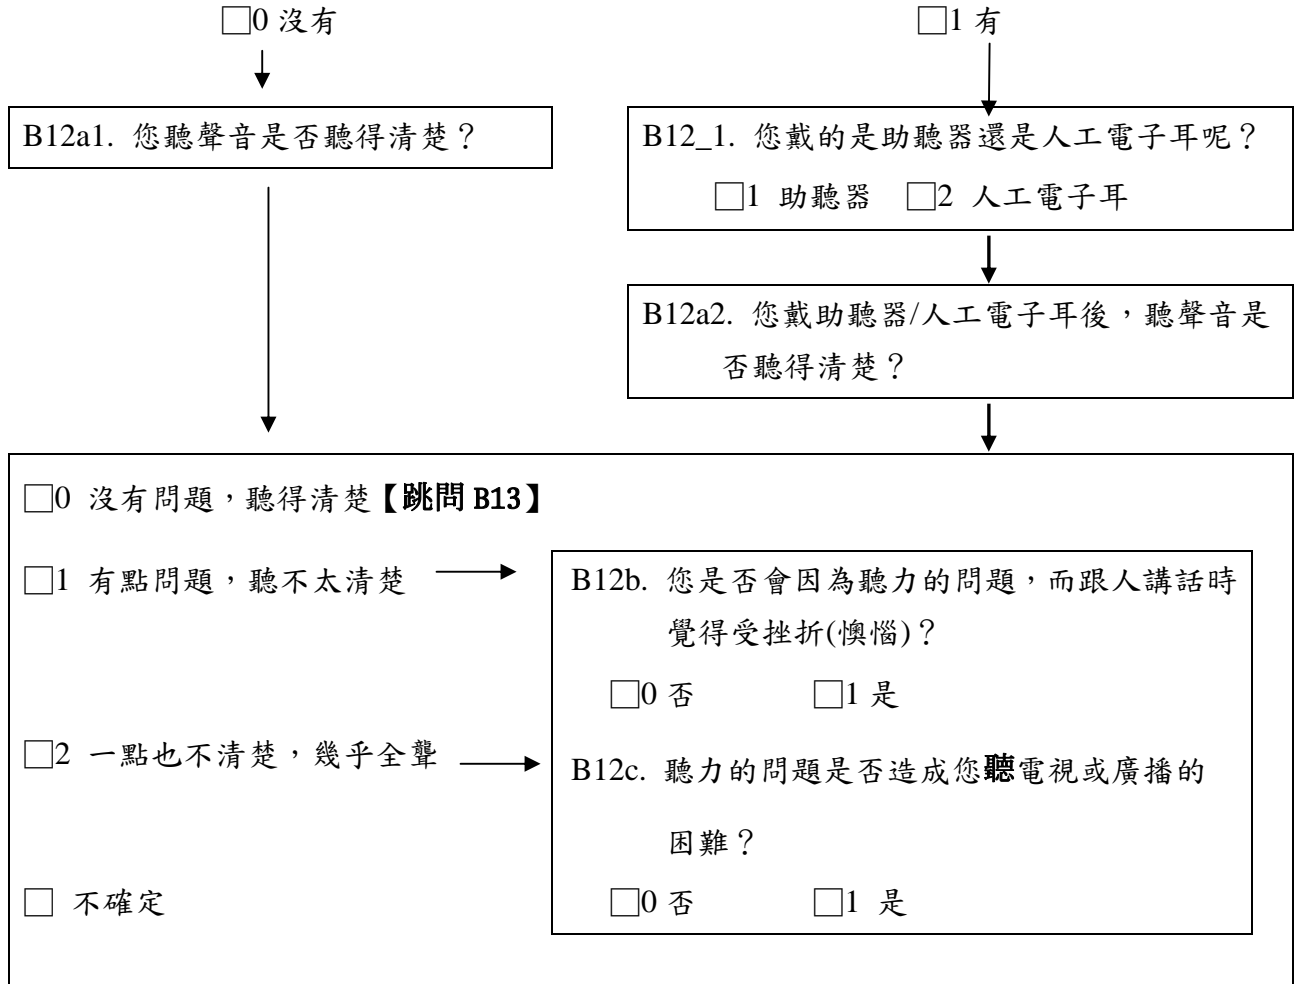 □0 沒有
□1 有
B12a1. 您聽聲音是否聽得清楚？
B12_1. 您戴的是助聽器還是人工電子耳呢？
□1 助聽器 □2 人工電子耳
B12a2. 您戴助聽器/人工電子耳後，聽聲音是
否聽得清楚？
□0 沒有問題，聽得清楚【跳問 B13】
□1 有點問題，聽不太清楚
□2 一點也不清楚，幾乎全聾
□ 不確定
B12b. 您是否會因為聽力的問題，而跟人講話時
覺得受挫折(懊惱)？
□0 否 □1 是
B12c. 聽力的問題是否造成您聽電視或廣播的
困難？
□0 否 □1 是